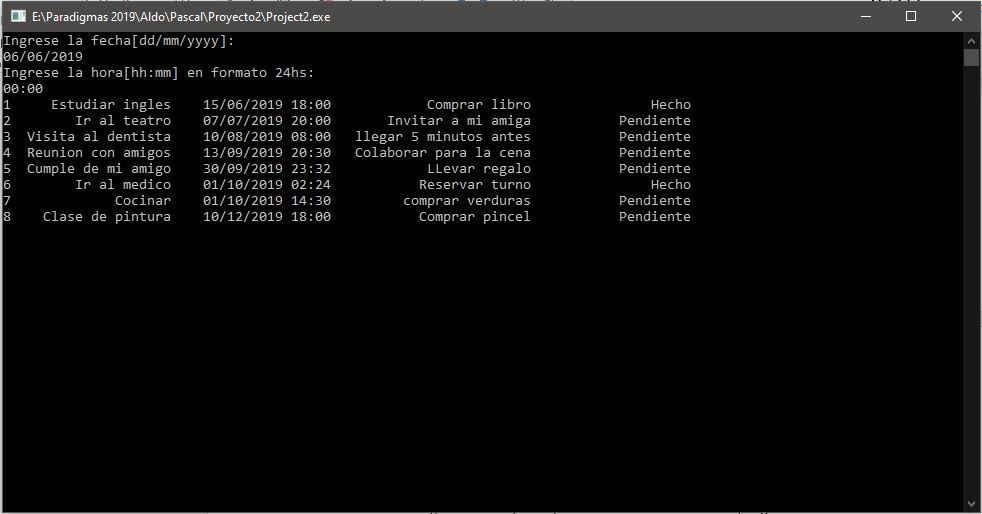 E:\Paradigmas 2019\Aldo\Pascal\Proyecto2\Project2.exe
Ingrese la fecha[dd/mm/yyyy]:
06/06/2019
Ingrese la hora[hh:mm] en formato 24hs:
00:00
1 Estudiar ingles 15/06/2019 18:00 Comprar libro Hecho
2 Ir al teatro 07/07/2019 20:00 Invitar a mi amiga Pendiente
3 Visita al dentista 10/08/2019 08:00 llegar 5 minutos antes Pendiente
4 Reunion con amigos 13/09/2019 20:30 Colaborar para la cena Pendiente
5 Cumple de mi amigo 30/09/2019 23:32 LLevar regalo Pendiente
6 Ir al medico 01/10/2019 02:24 Reservar turno Hecho
7 Cocinar 01/10/2019 14:30 comprar verduras Pendiente
8 Clase de pintura 10/12/2019 18:00 Comprar pincel Pendiente